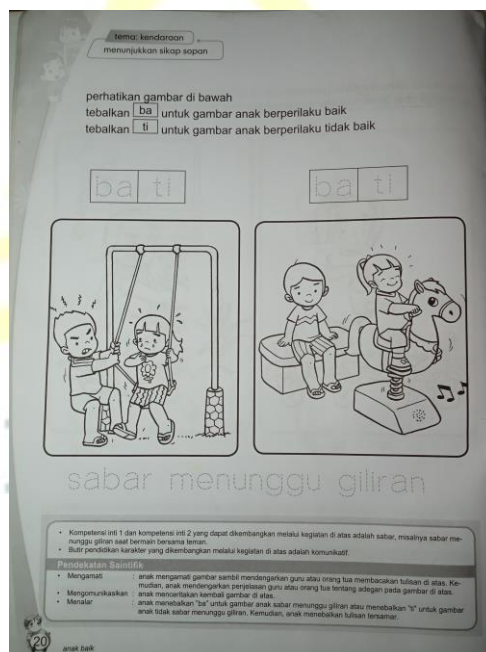 tema: kendaraan
menunjukkan sikap sopan
perhatikan gambar di bawah
tebalkan ba untuk gambar anak berperilaku baik
tebalkan ti untuk gambar anak berperilaku tidak baik
ba ti
ba ti
sabar menunggu giliran
• Kompetensi inti 1 dan kompetensi inti 2 yang dapat dikembangkan melalui kegiatan di atas adalah sabar, misalnya sabar me-
nunggu giliran saat bermain bersama teman.
• Butir pendidikan karakter yang dikembangkan melalui kegiatan di atas adalah komunikatif.
Pendekatan Saintifik
• Mengamati : anak mengamati gambar sambil mendengarkan guru atau orang tua membacakan tulisan di atas. Ke-
mudian, anak mendengarkan penjelasan guru atau orang tua tentang adegan pada gambar di atas.
• Mengomunikasikan : anak menceritakan kembali gambar di atas.
• Menalar : anak menebalkan "ba" untuk gambar anak sabar menunggu giliran atau menebalkan "ti" untuk gambar
anak tidak sabar menunggu giliran. Kemudian, anak menebalkan tulisan tersamar.
20
anak baik